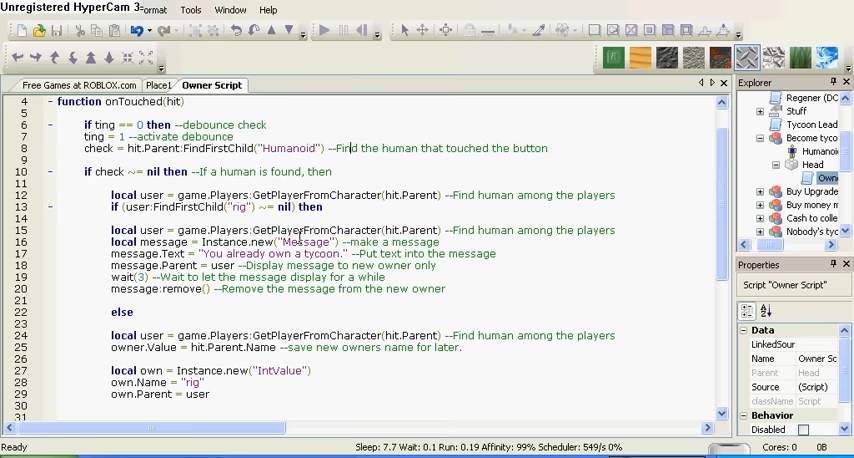 Unregistered HyperCam 3
Format Tools Window Help
Free Games at ROBLOX.com Place1 Owner Script
4 - function onTouched(hit)
5
6 - if ting == 0 then --debounce check
7 ting = 1 --activate debounce
8 check = hit.Parent:FindFirstChild("Humanoid") --Find the human that touched the button
9
10 - if check ~= nil then --If a human is found, then
11
12 local user = game.Players:GetPlayerFromCharacter(hit.Parent) --Find human among the players
13 - if (user:FindFirstChild("rig") ~= nil) then
14
15 local user = game.Players:GetPlayerFromCharacter(hit.Parent) --Find human among the players
16 local message = Instance.new("Message") --make a message
17 message.Text = "You already own a tycoon." --Put text into the message
18 message.Parent = user --Display message to new owner only
19 wait(3) --Wait to let the message display for a while
20 message:remove() --Remove the message from the new owner
21
22 else
23
24 local user = game.Players:GetPlayerFromCharacter(hit.Parent) --Find human among the players
25 owner.Value = hit.Parent.Name --save new owners name for later.
26
27 local own = Instance.new("IntValue")
28 own.Name = "rig"
29 own.Parent = user
30
31
Explorer
Regener (DC
Stuff
Tycoon Lead
Become tyco
Humanoi
Head
Own
Buy Upgrade
Buy money m
Cash to colle
Nobody's tyc
Properties
Script "Owner Script"
Data
LinkedSour
Name Owner Sc
Parent Head
Source (Script)
className Script
Behavior
Disabled
Ready Sleep: 7.7 Wait: 0.1 Run: 0.19 Affinity: 99% Scheduler: 549/s 0% Cores: 0 0B